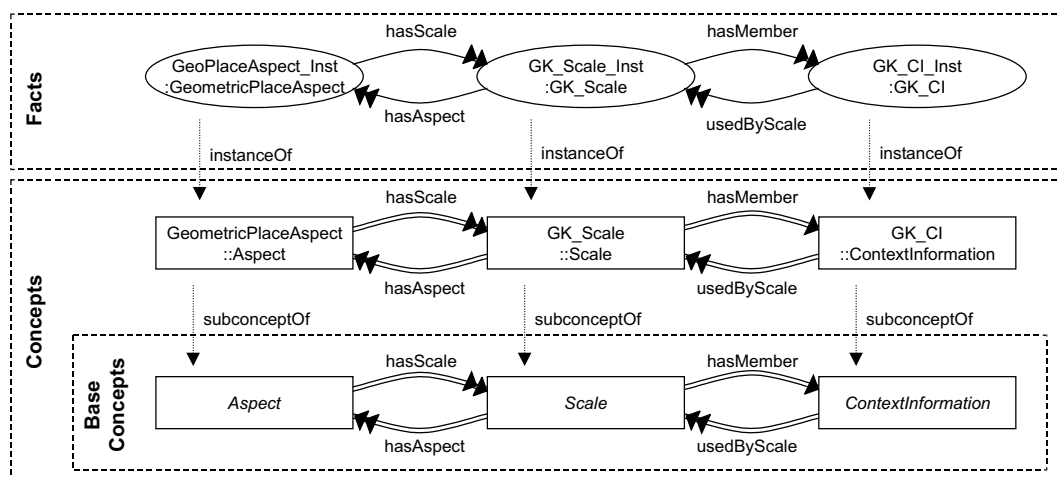 hasScale
hasMember
GeoPlaceAspect_Inst
:GeometricPlaceAspect
GK_Scale_Inst
:GK_Scale
GK_CI_Inst
:GK_CI
hasAspect
usedByScale
Facts
instanceOf
instanceOf
instanceOf
hasScale
hasMember
GeometricPlaceAspect
::Aspect
GK_Scale
::Scale
GK_CI
::ContextInformation
hasAspect
usedByScale
Concepts
subconceptOf
subconceptOf
subconceptOf
Base
Concepts
hasScale
hasMember
Aspect
Scale
ContextInformation
hasAspect
usedByScale